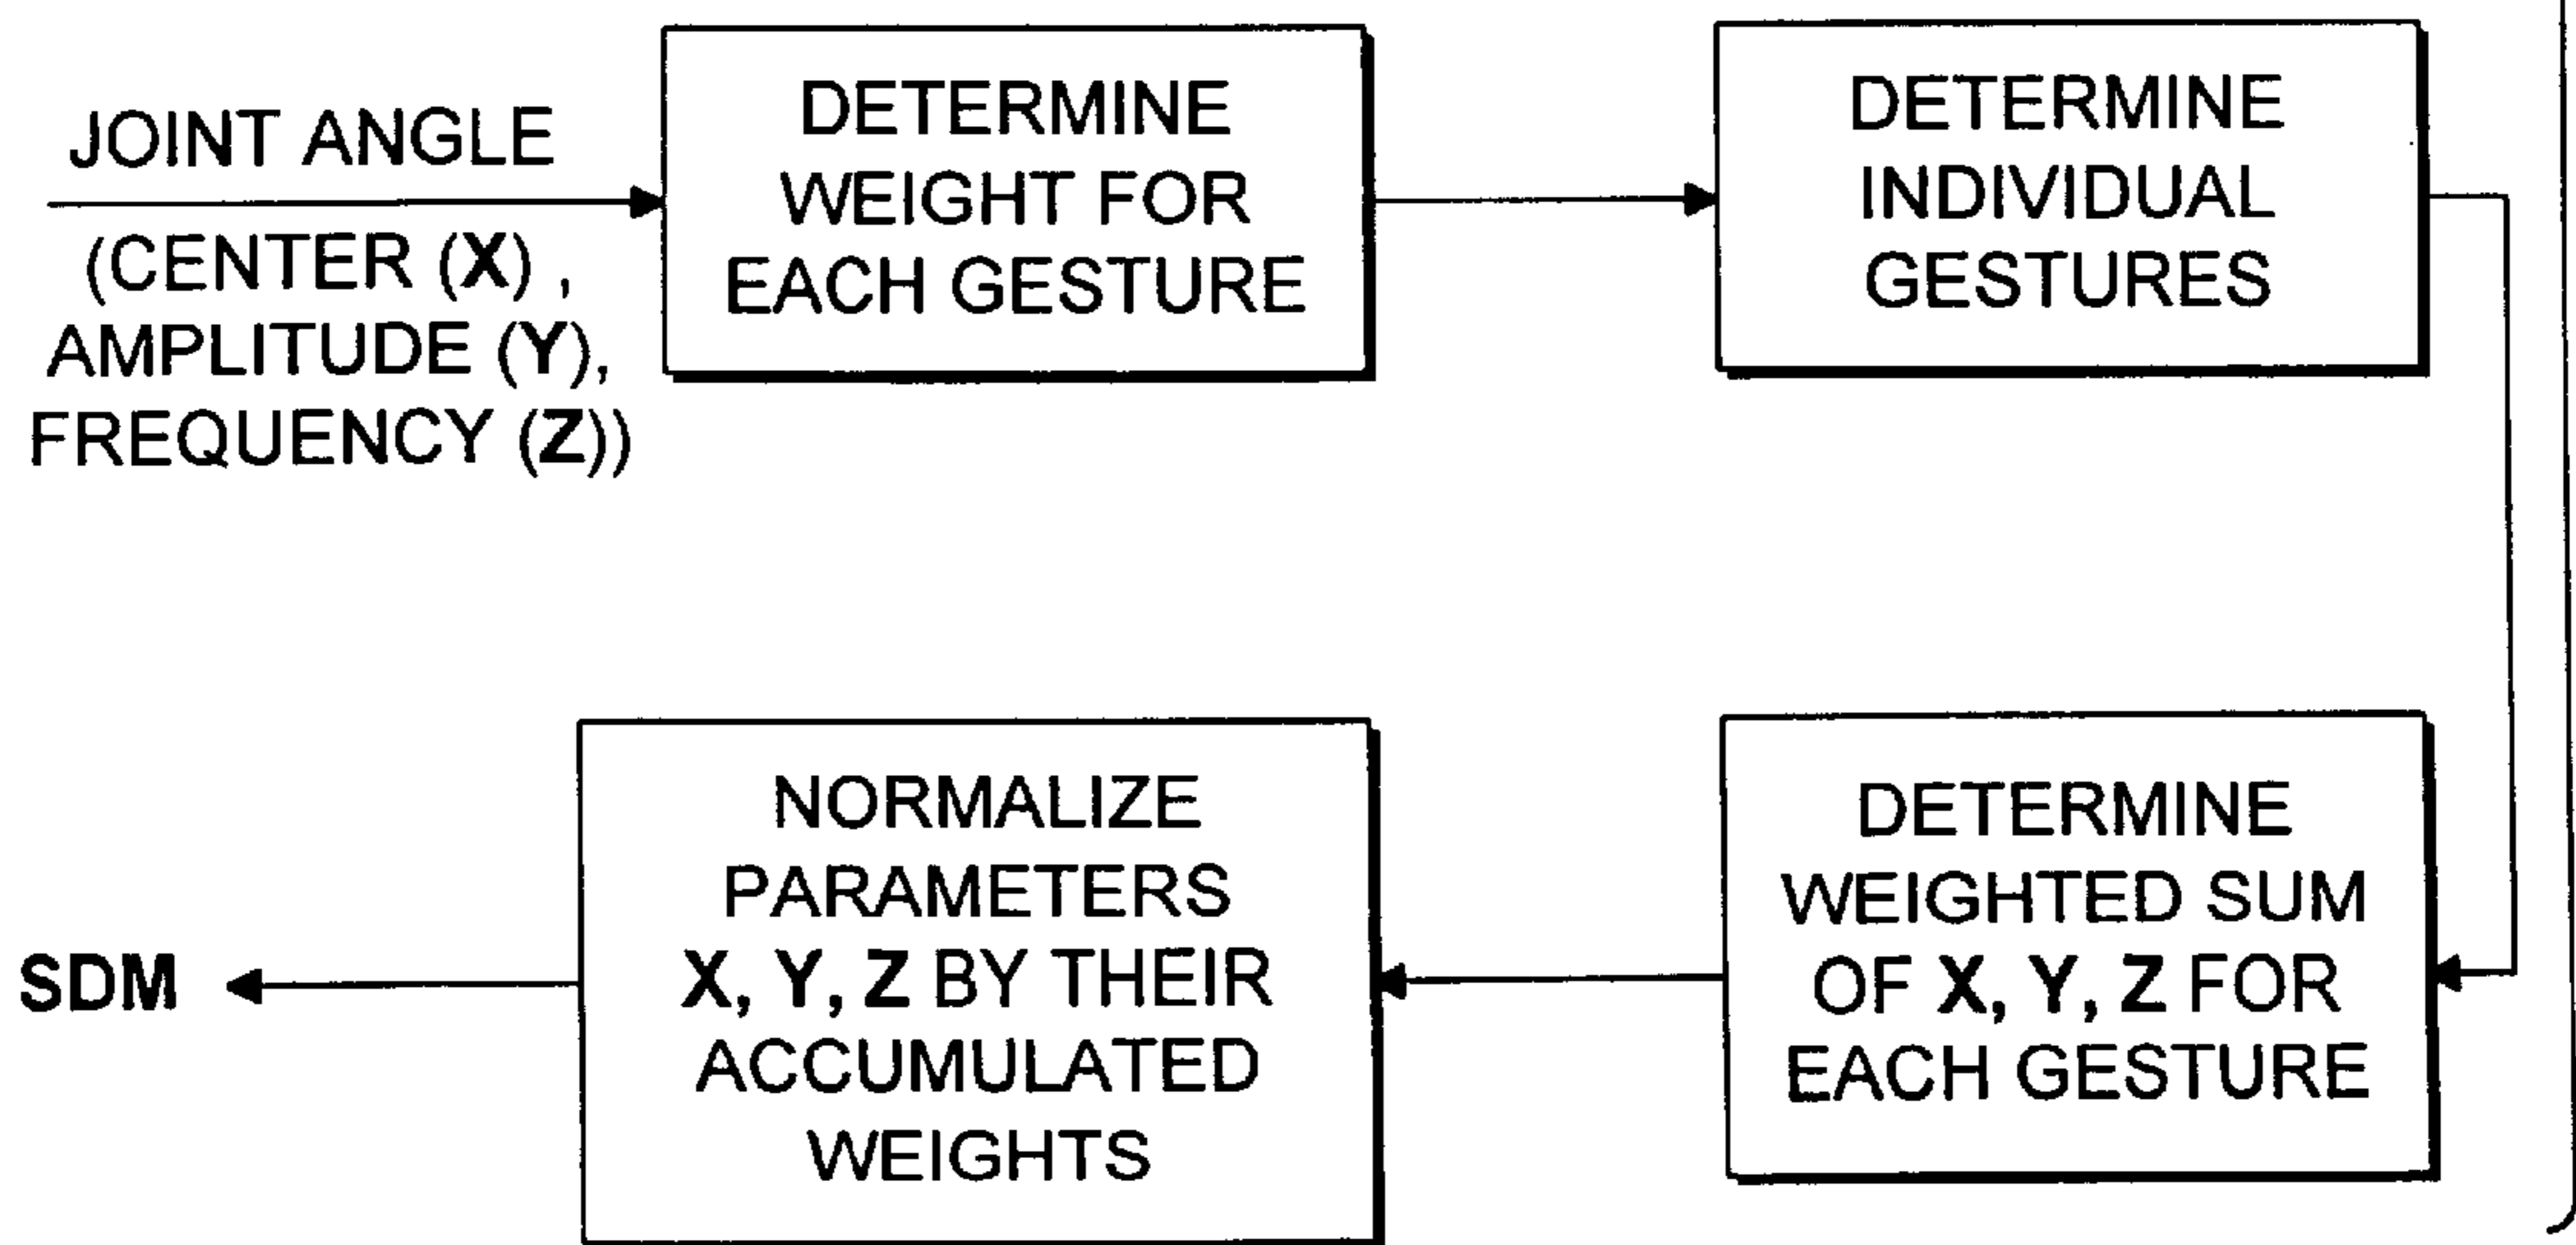 JOINT ANGLE
(CENTER (X) ,
AMPLITUDE (Y),
FREQUENCY (Z))
DETERMINE
WEIGHT FOR
EACH GESTURE
DETERMINE
INDIVIDUAL
GESTURES
DETERMINE
WEIGHTED SUM
OF X, Y, Z FOR
EACH GESTURE
NORMALIZE
PARAMETERS
X, Y, Z BY THEIR
ACCUMULATED
WEIGHTS
SDM